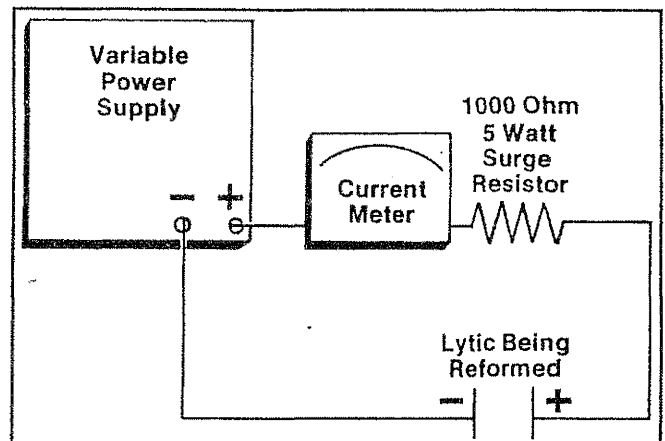 Variable
Power
Supply
− +
Current
Meter
1000 Ohm
5 Watt
Surge
Resistor
Lytic Being
Reformed
− +